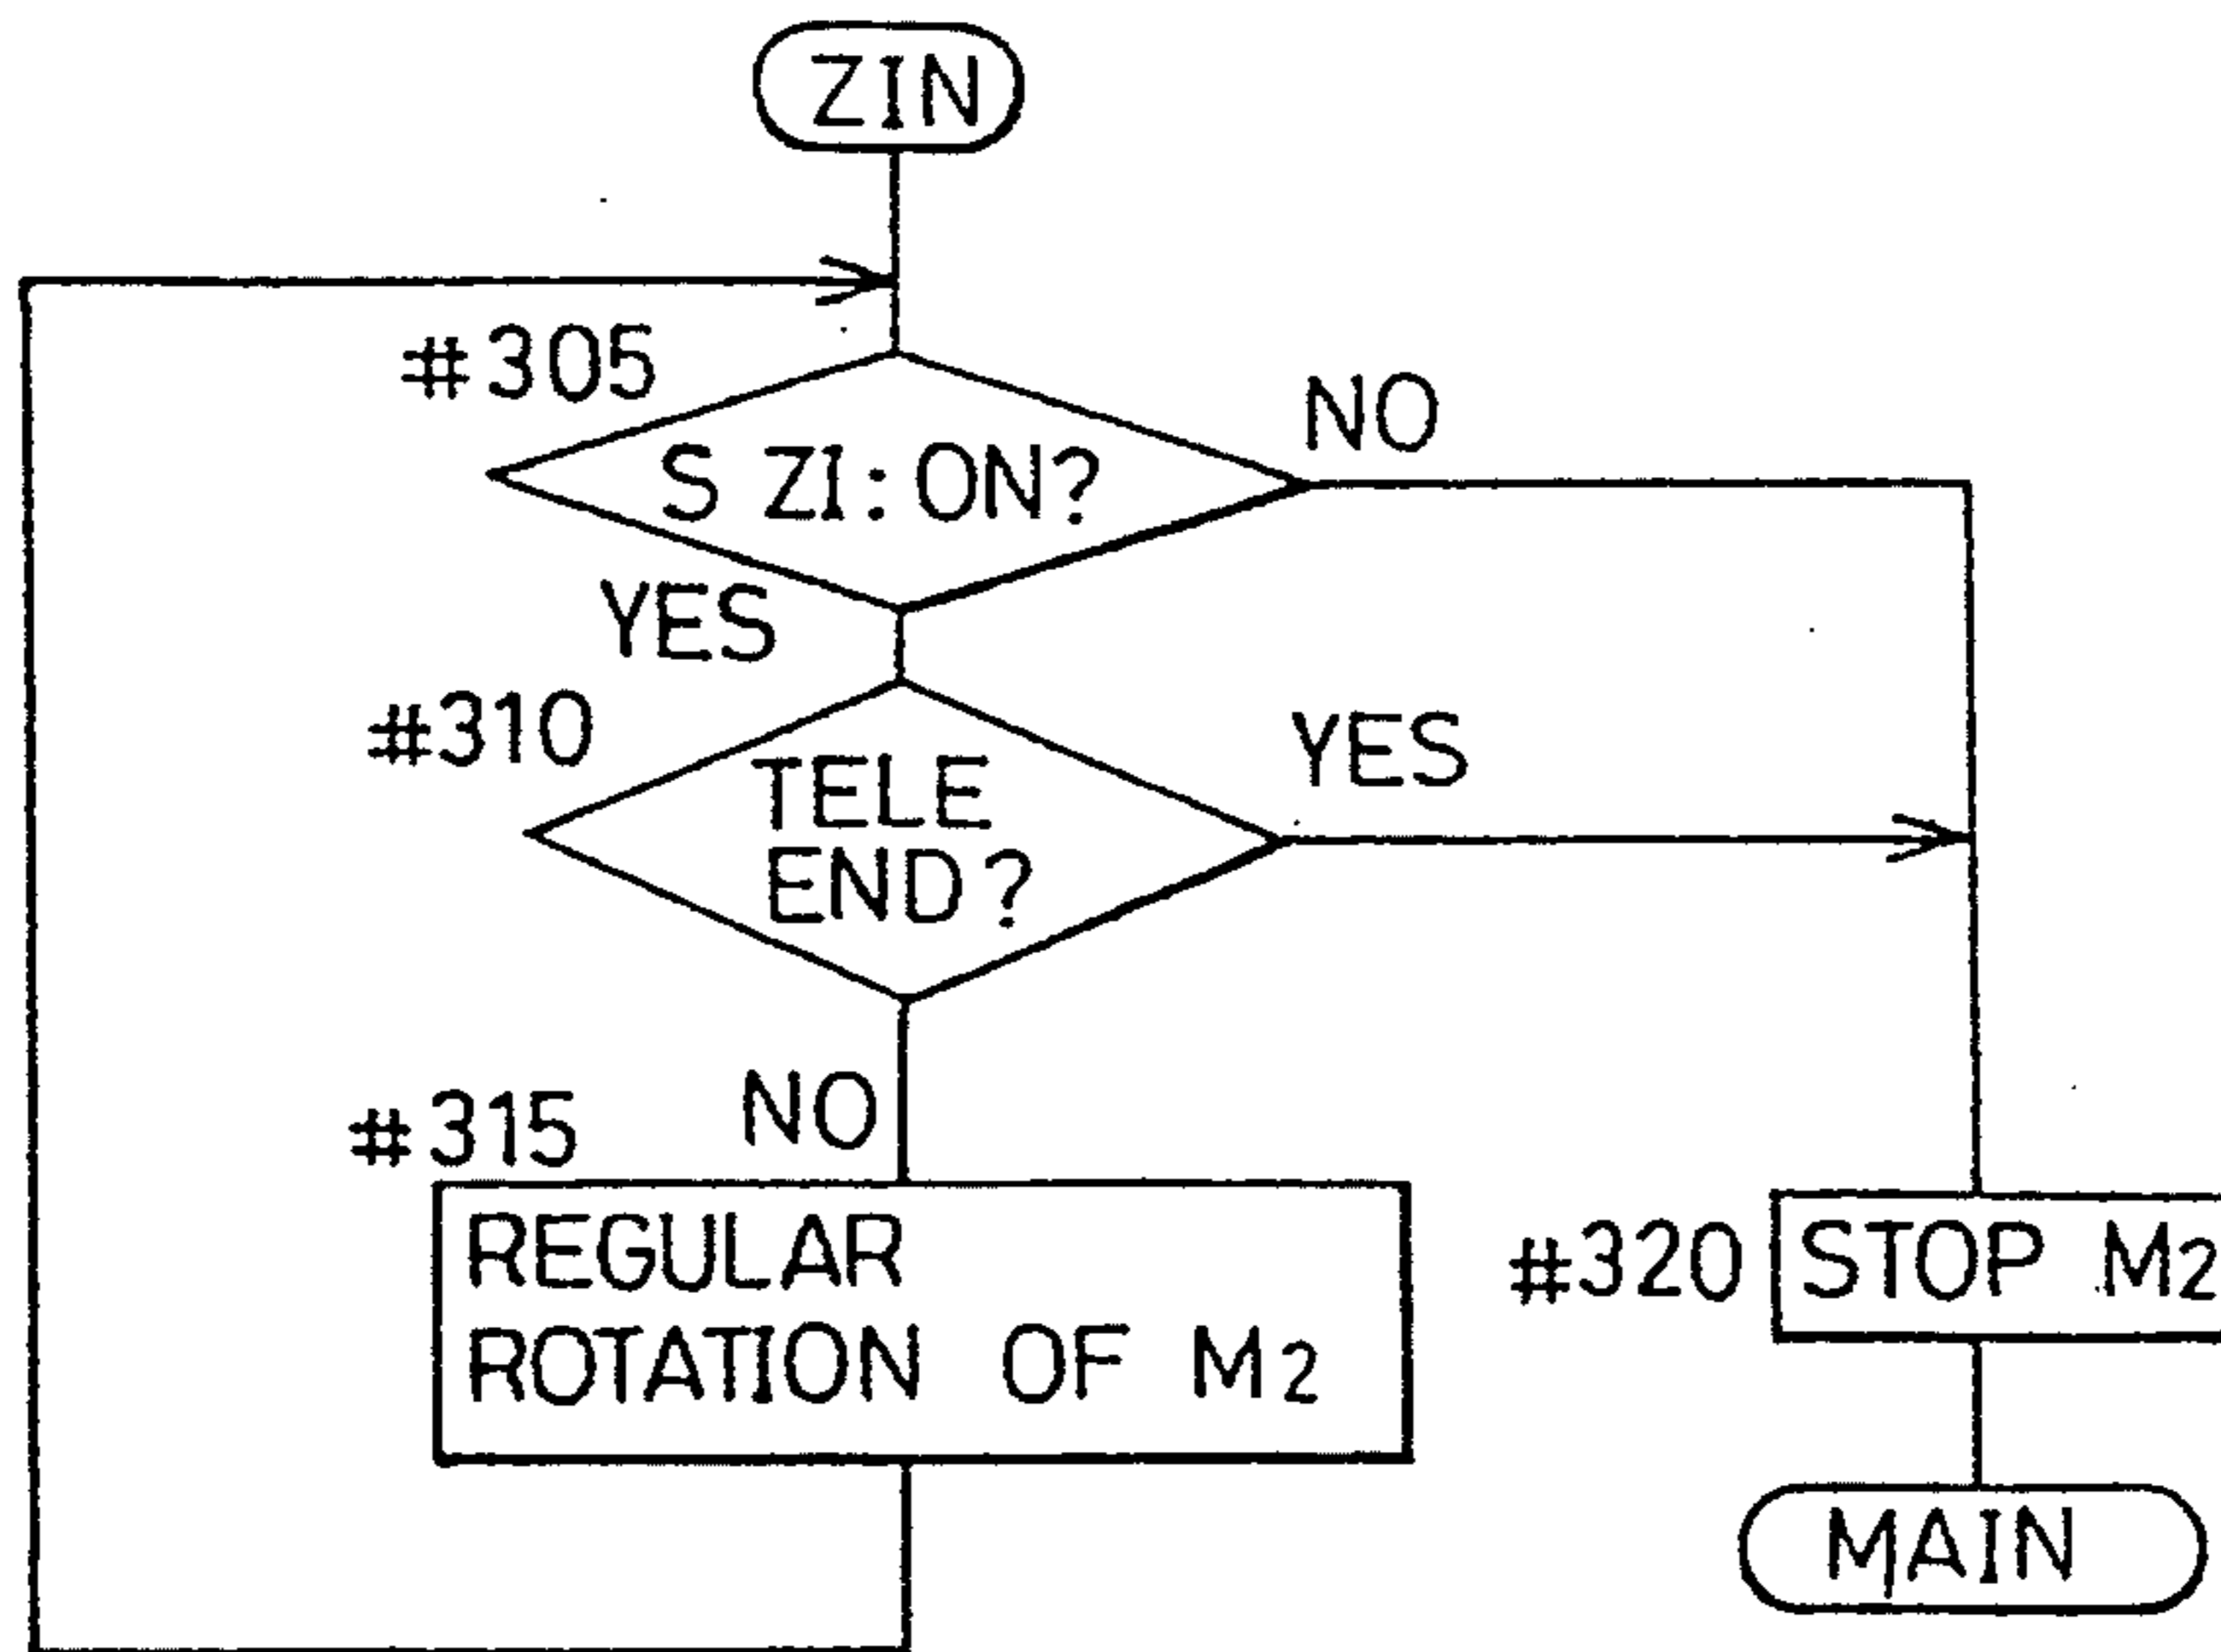 ZIN
#305
NO
S ZI: ON?
YES
#310
YES
TELE
END?
NO
#315
REGULAR
ROTATION OF M2
#320
STOP M2
MAIN